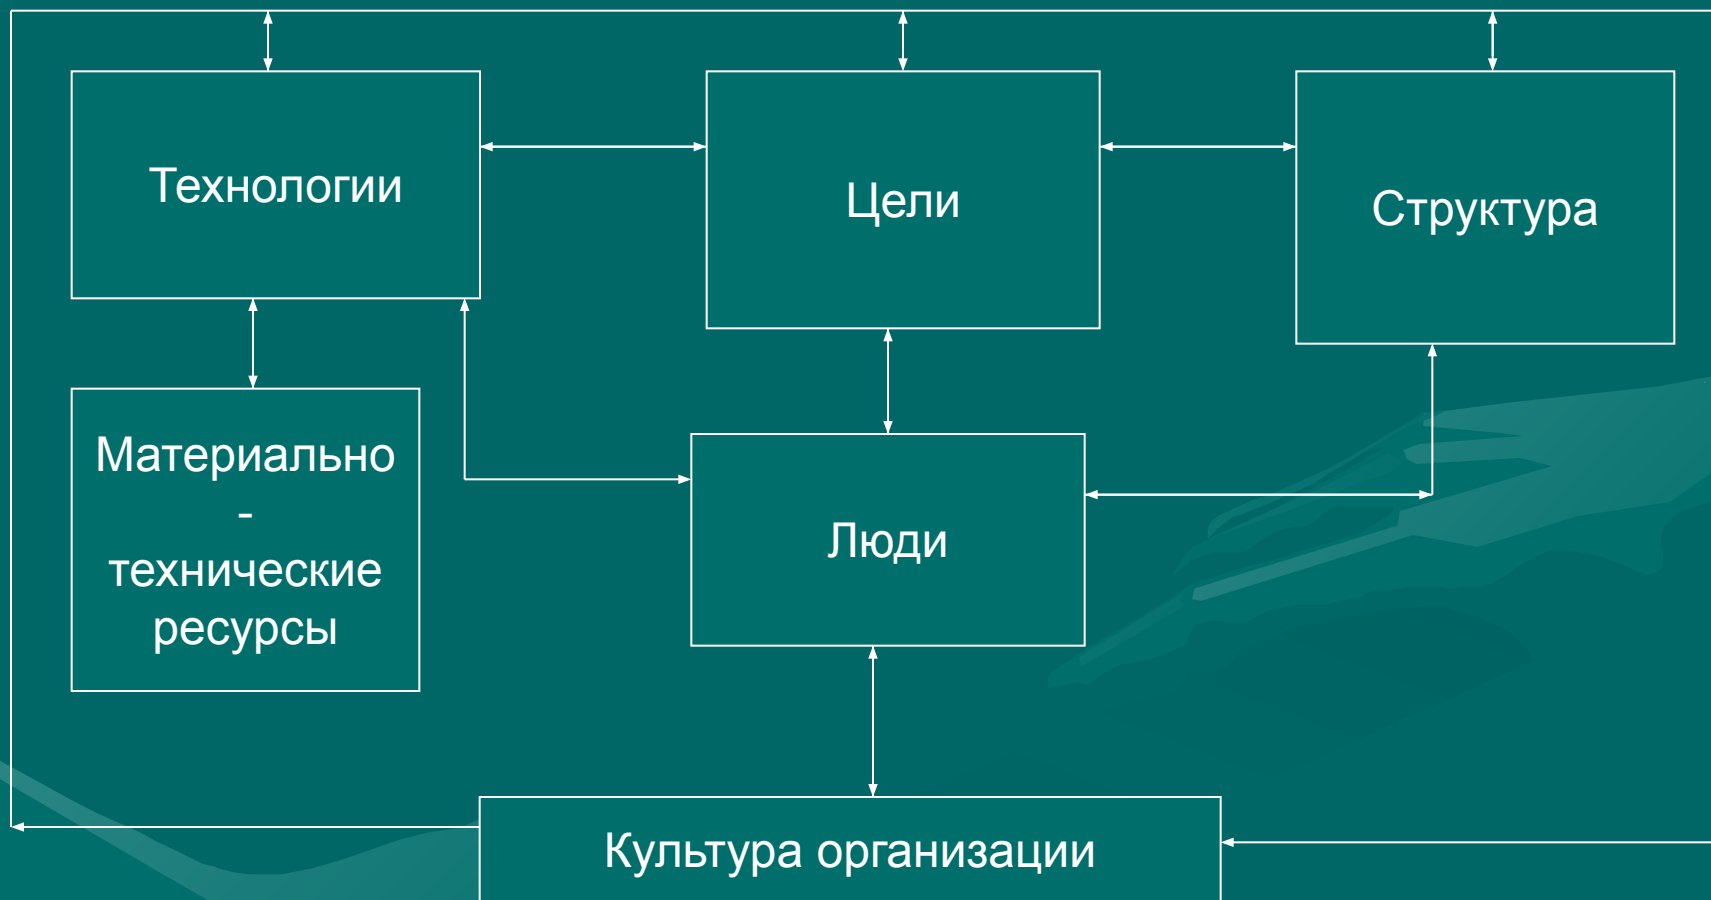 Технологии
Цели
Структура
Материально
-
технические
ресурсы
Люди
Культура организации